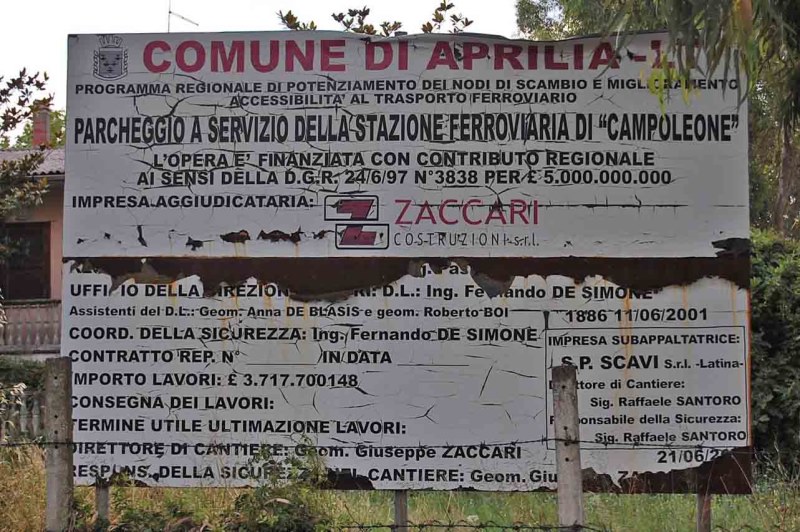 COMUNE DI APRILIA -LT
PROGRAMMA REGIONALE DI POTENZIAMENTO DEI NODI DI SCAMBIO E MIGLIORAMENTO
ACCESSIBILITA' AL TRASPORTO FERROVIARIO
PARCHEGGIO A SERVIZIO DELLA STAZIONE FERROVIARIA DI "CAMPOLEONE"
L'OPERA E' FINANZIATA CON CONTRIBUTO REGIONALE
AI SENSI DELLA D.G.R. 24/6/97 N°3838 PER £ 5.000.000.000
IMPRESA AGGIUDICATARIA:
ZACCARI
COSTRUZIONI s.r.l.
UFFICIO DELLA DIREZION D.L.: Ing. Fernando DE SIMONE
Assistenti del D.L.: Geom. Anna DE BLASIS e geom. Roberto BOI
COORD. DELLA SICUREZZA: Ing. Fernando DE SIMONE
CONTRATTO REP. N° IN DATA
IMPORTO LAVORI: £ 3.717.700148
CONSEGNA DEI LAVORI:
TERMINE UTILE ULTIMAZIONE LAVORI:
DIRETTORE DI CANTIERE: Geom. Giuseppe ZACCARI
RESPONS. DELLA SICUREZZA NEL CANTIERE: Geom.
1886 11/06/2001
IMPRESA SUBAPPALTATRICE:
S.P. SCAVI S.r.l. -Latina-
Direttore di Cantiere:
Sig. Raffaele SANTORO
Responsabile della Sicurezza:
Sig. Raffaele SANTORO
21/06/